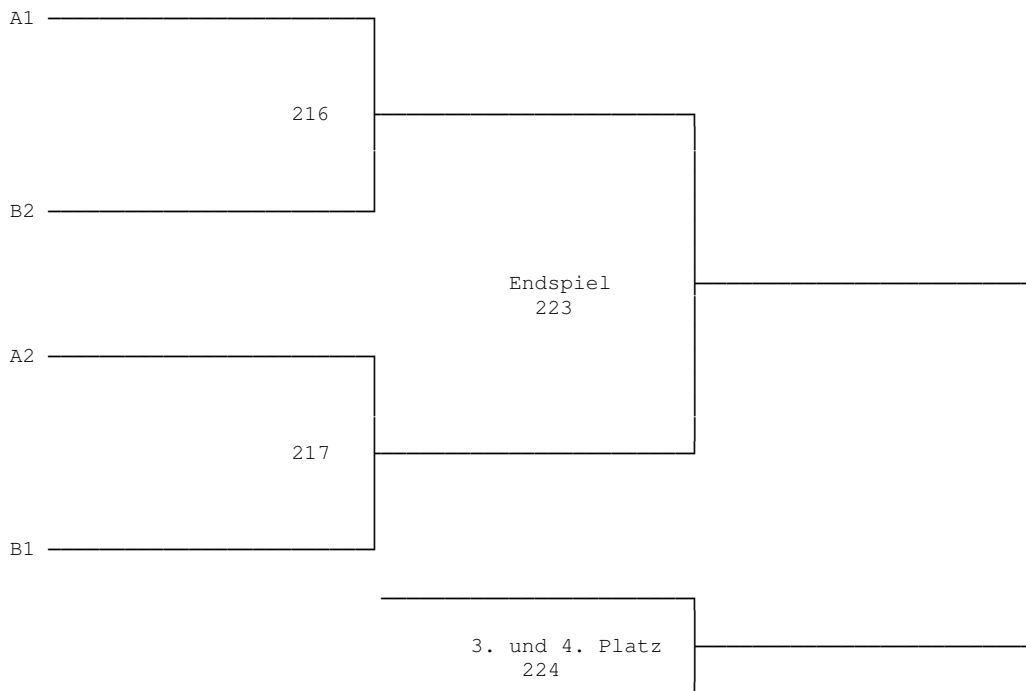 A1
216
B2
Endspiel
223
A2
217
B1
3. und 4. Platz
224